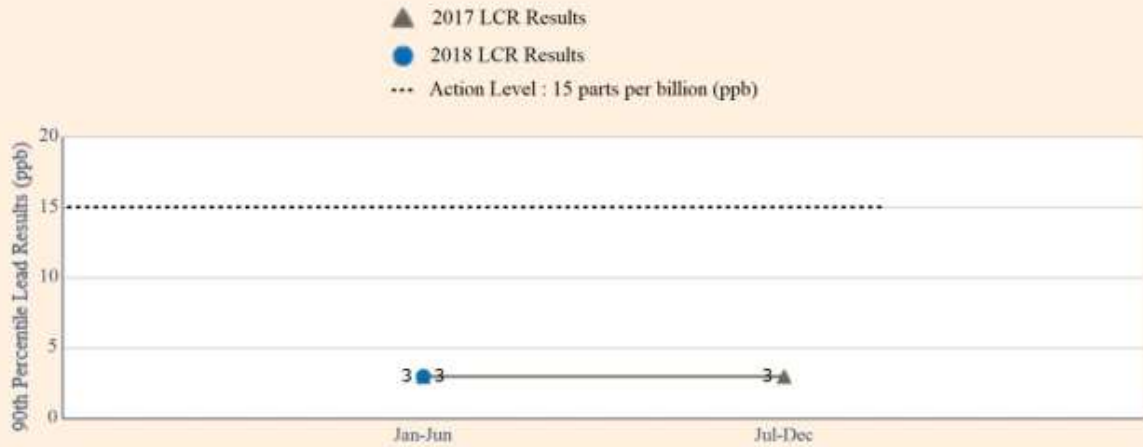 2017 LCR Results
2018 LCR Results
Action Level : 15 parts per billion (ppb)
90th Percentile Lead Results (ppb)
20
15
10
5
0
3 3 3
Jan-Jun Jul-Dec